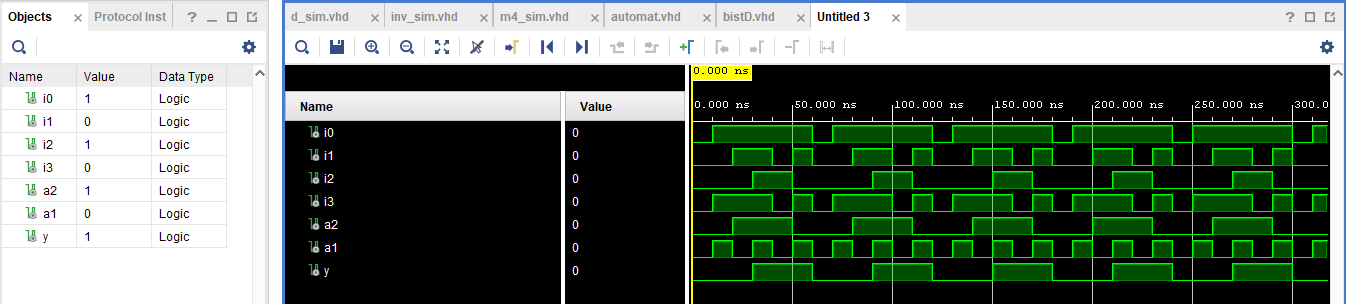 Objects × Protocol Inst ?
Name Value Data Type
i0 1 Logic
i1 0 Logic
i2 1 Logic
i3 0 Logic
a2 1 Logic
a1 0 Logic
y 1 Logic
d_sim.vhd × inv_sim.vhd × m4_sim.vhd × automat.vhd × bistD.vhd × Untitled 3 × ?
0.000 ns
Name Value
0.000 ns 50.000 ns 100.000 ns 150.000 ns 200.000 ns 250.000 ns 300.0
i0 0
i1 0
i2 0
i3 0
a2 0
a1 0
y 0